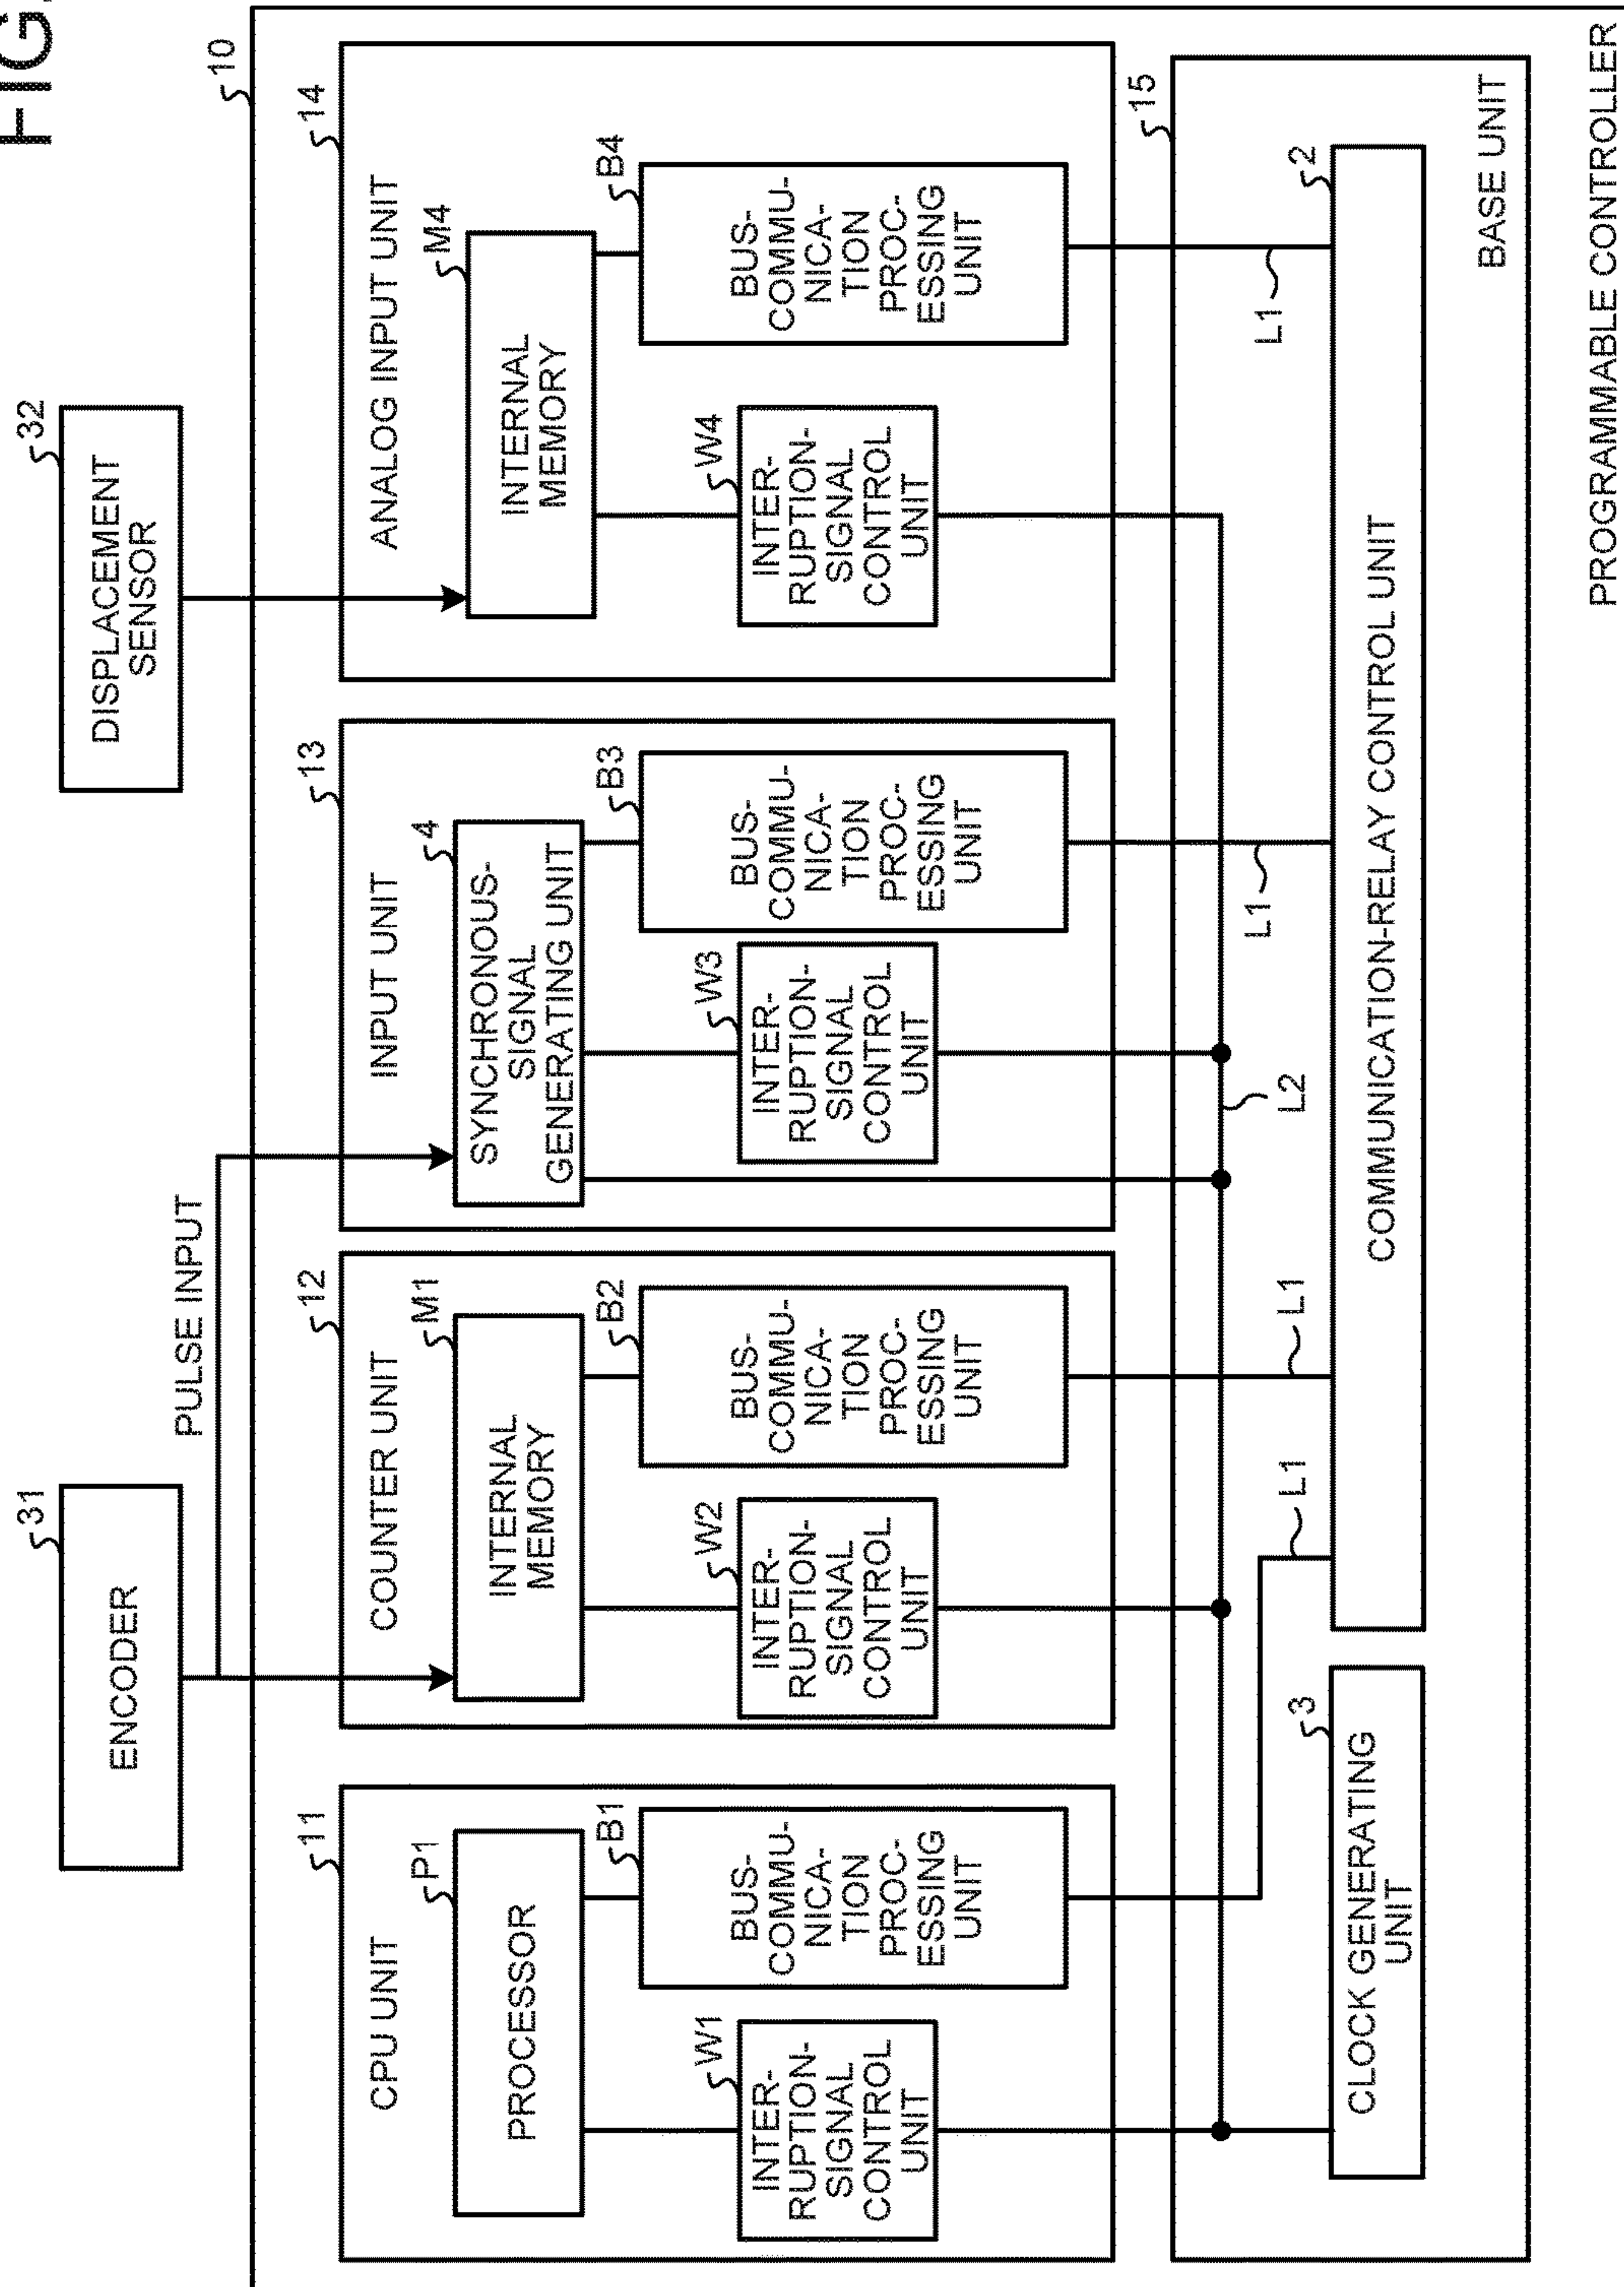 FIG.
10
31
ENCODER
32
DISPLACEMENT
SENSOR
PULSE INPUT
11
CPU UNIT
P1
PROCESSOR
W1
INTER-
RUPTION-
SIGNAL
CONTROL
UNIT
B1
BUS-
COMMU-
NICA-
TION
PROC-
ESSING
UNIT
12
COUNTER UNIT
M1
INTERNAL
MEMORY
W2
INTER-
RUPTION-
SIGNAL
CONTROL
UNIT
B2
BUS-
COMMU-
NICA-
TION
PROC-
ESSING
UNIT
13
INPUT UNIT
4
SYNCHRONOUS-
SIGNAL
GENERATING UNIT
W3
INTER-
RUPTION-
SIGNAL
CONTROL
UNIT
B3
BUS-
COMMU-
NICA-
TION
PROC-
ESSING
UNIT
14
ANALOG INPUT UNIT
M4
INTERNAL
MEMORY
W4
INTER-
RUPTION-
SIGNAL
CONTROL
UNIT
B4
BUS-
COMMU-
NICA-
TION
PROC-
ESSING
UNIT
15
L1
L1
L2
L1
L1
3
CLOCK GENERATING
UNIT
2
COMMUNICATION-RELAY CONTROL UNIT
BASE UNIT
PROGRAMMABLE CONTROLLER